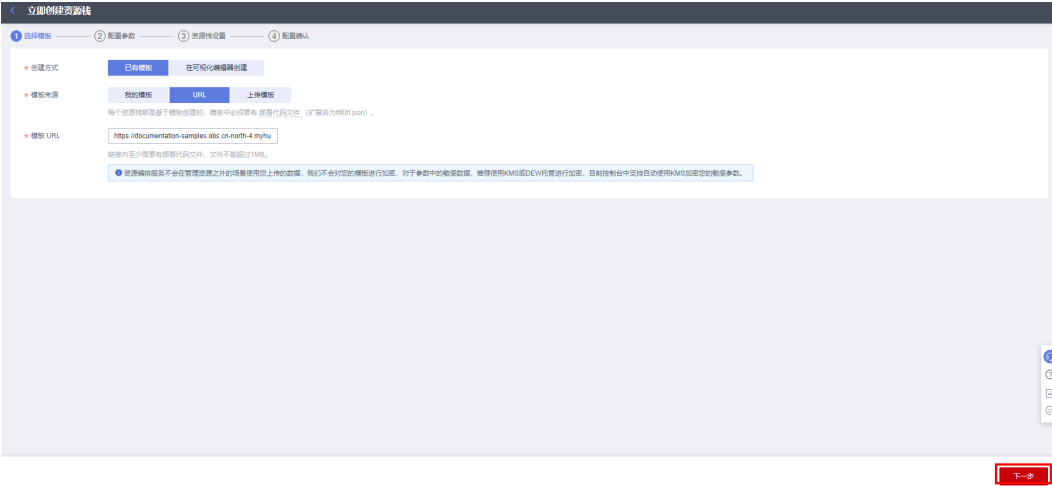 立即创建资源栈
1 选择模板 2 配置参数 3 资源栈设置 4 配置确认
* 创建方式 已有模板 在可视化编辑器创建
* 模板来源 我的模板 URL 上传模板
每个资源栈都是基于模板创建的，模板中必须要有 部署代码文件 （扩展名为tf或tf.json）。
* 模板 URL https://documentation-samples.obs.cn-north-4.myhu
链接内至少需要有部署代码文件，文件不能超过1MB。
资源编排服务不会在管理资源之外的场景使用您上传的数据，我们不会对您的模板进行加密，对于参数中的敏感数据，推荐使用KMS或DEW托管进行加密，目前控制台中支持自动使用KMS加密您的敏感参数。
下一步